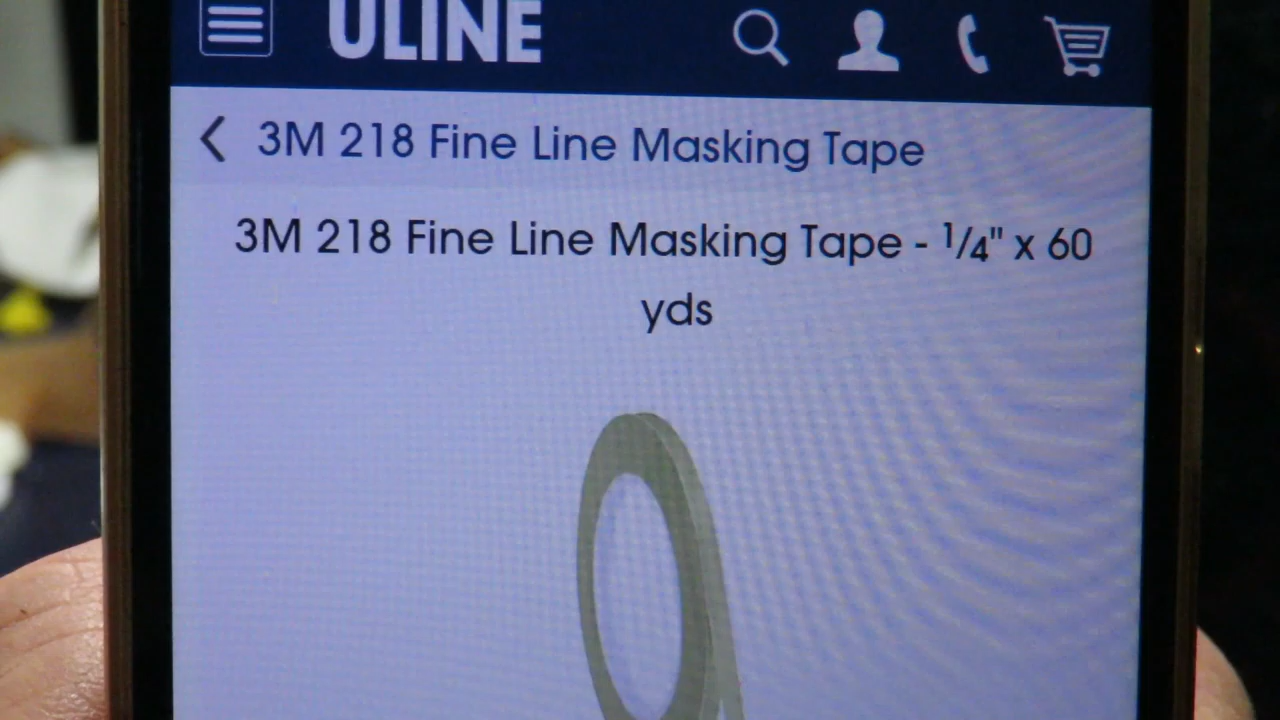 ULINE
3M 218 Fine Line Masking Tape
3M 218 Fine Line Masking Tape - 1/4" x 60
yds